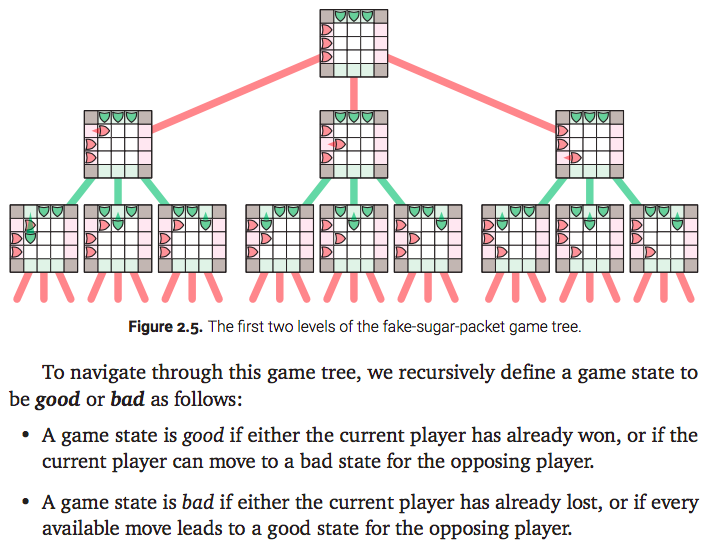 Figure 2.5. The first two levels of the fake-sugar-packet game tree.
To navigate through this game tree, we recursively define a game state to
be good or bad as follows:
• A game state is good if either the current player has already won, or if the
current player can move to a bad state for the opposing player.
• A game state is bad if either the current player has already lost, or if every
available move leads to a good state for the opposing player.